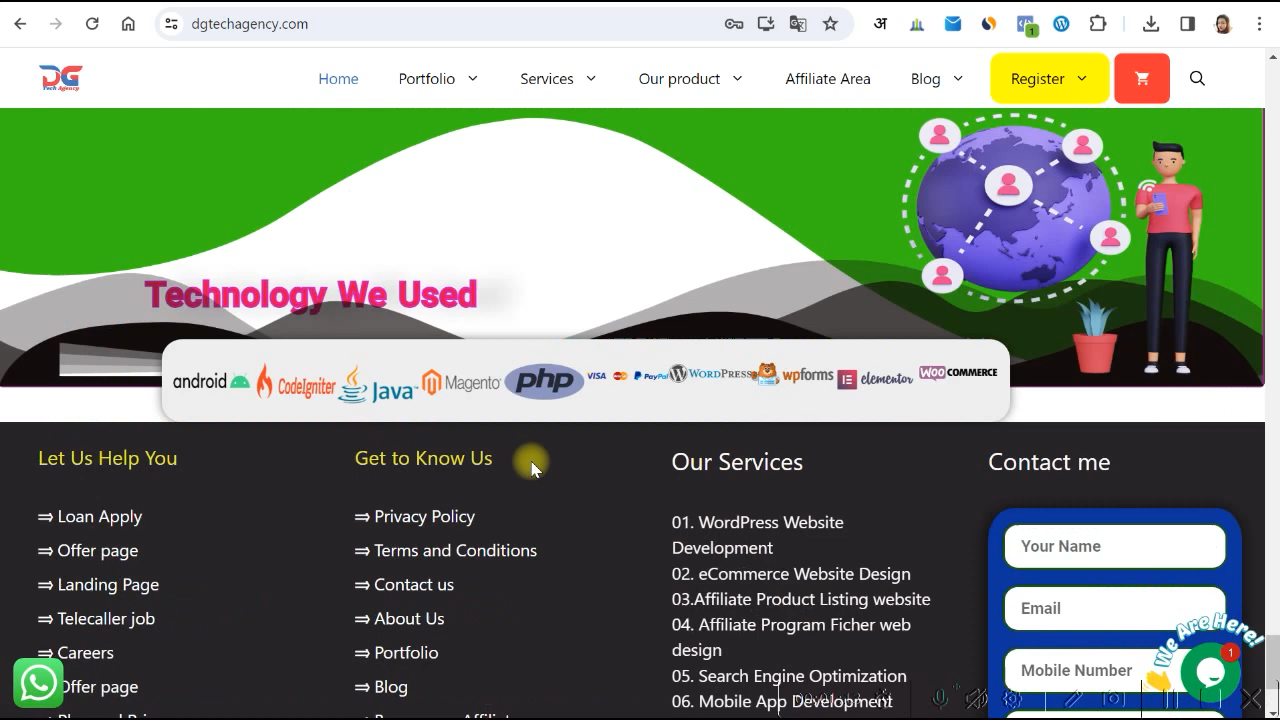 dgtechagency.com
अ
1
DG
Tech Agency
Home
Portfolio
Services
Our product
Affiliate Area
Blog
Register
Technology We Used
android
CodeIgniter
Java
Magento
php
VISA
PayPal
WORDPRESS
wpforms
elementor
WOO COMMERCE
Let Us Help You
⇒ Loan Apply
⇒ Offer page
⇒ Landing Page
⇒ Telecaller job
⇒ Careers
Offer page
Get to Know Us
⇒ Privacy Policy
⇒ Terms and Conditions
⇒ Contact us
⇒ About Us
⇒ Portfolio
⇒ Blog
Our Services
01. WordPress Website
Development
02. eCommerce Website Design
03.Affiliate Product Listing website
04. Affiliate Program Ficher web
design
05. Search Engine Optimization
06. Mobile App Development
Contact me
Your Name
Email
Mobile Number
We Are Here!
1